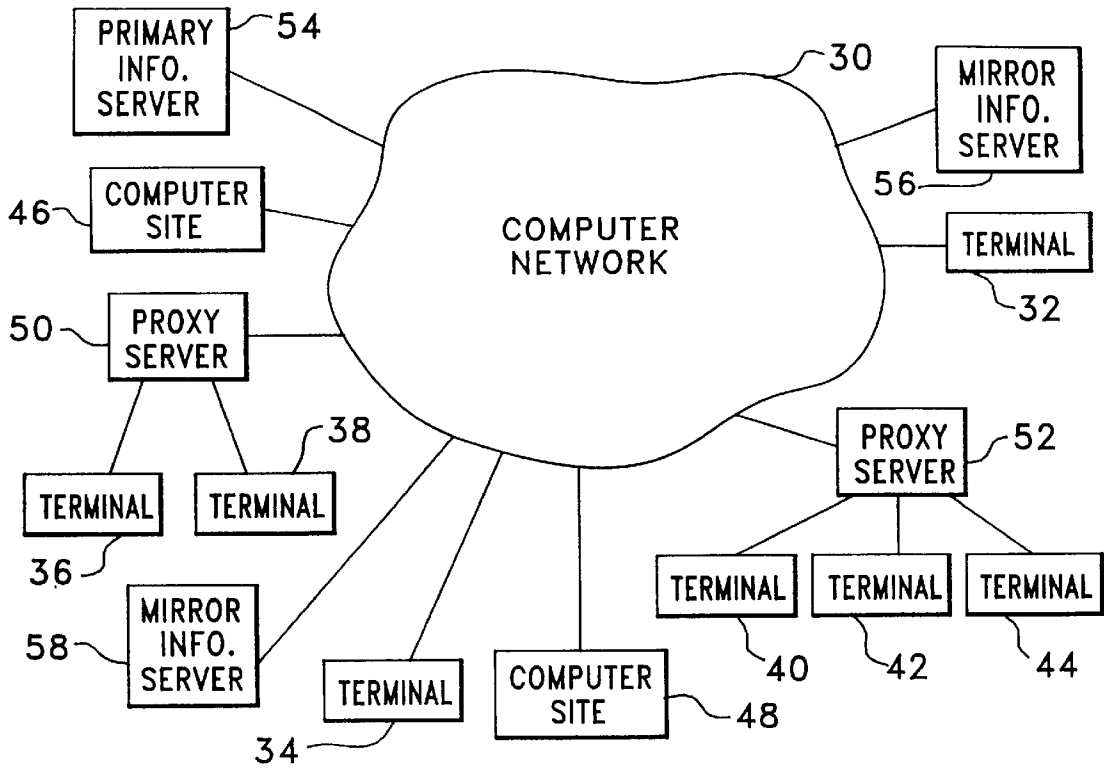 PRIMARY
INFO.
SERVER
54
30
MIRROR
INFO.
SERVER
56
COMPUTER
SITE
46
COMPUTER
NETWORK
TERMINAL
32
50
PROXY
SERVER
38
TERMINAL
36
TERMINAL
PROXY
SERVER
52
TERMINAL
40
TERMINAL
42
TERMINAL
44
58
MIRROR
INFO.
SERVER
TERMINAL
34
COMPUTER
SITE
48